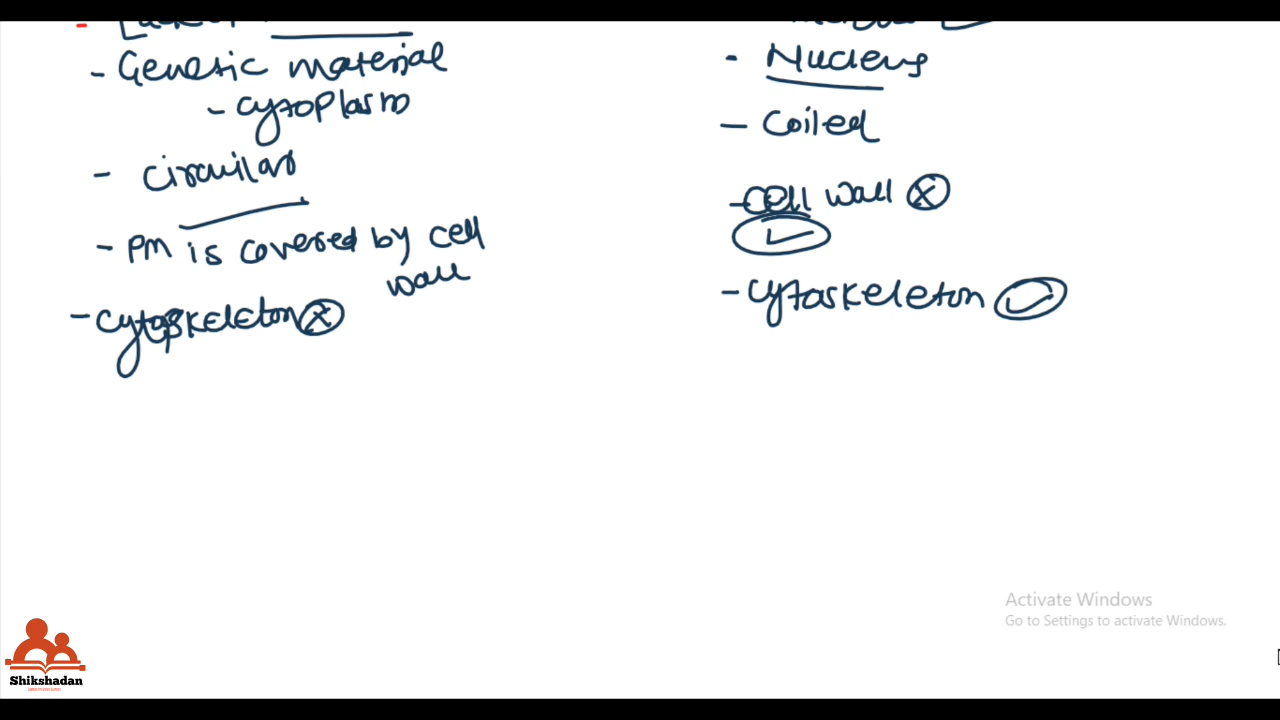 - Genetic material
- cytoplasm
- Circular
- PM is covered by cell
wall
- Cytoskeleton ⓧ
- Nucleus
- Coiled
- Cell wall ⓧ
✓
- Cytoskeleton ✓
Activate Windows
Go to Settings to activate Windows.
Shikshadan